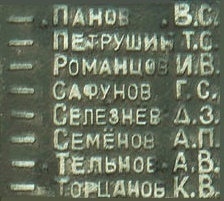 — Панов В.С.
— Петрушин Т.С.
— Романцов И.В.
— Сафунов Г.С.
— Селезнев Д.З.
— Семёнов А.П.
— Тельнов А.В.
— Торцанов К.В.